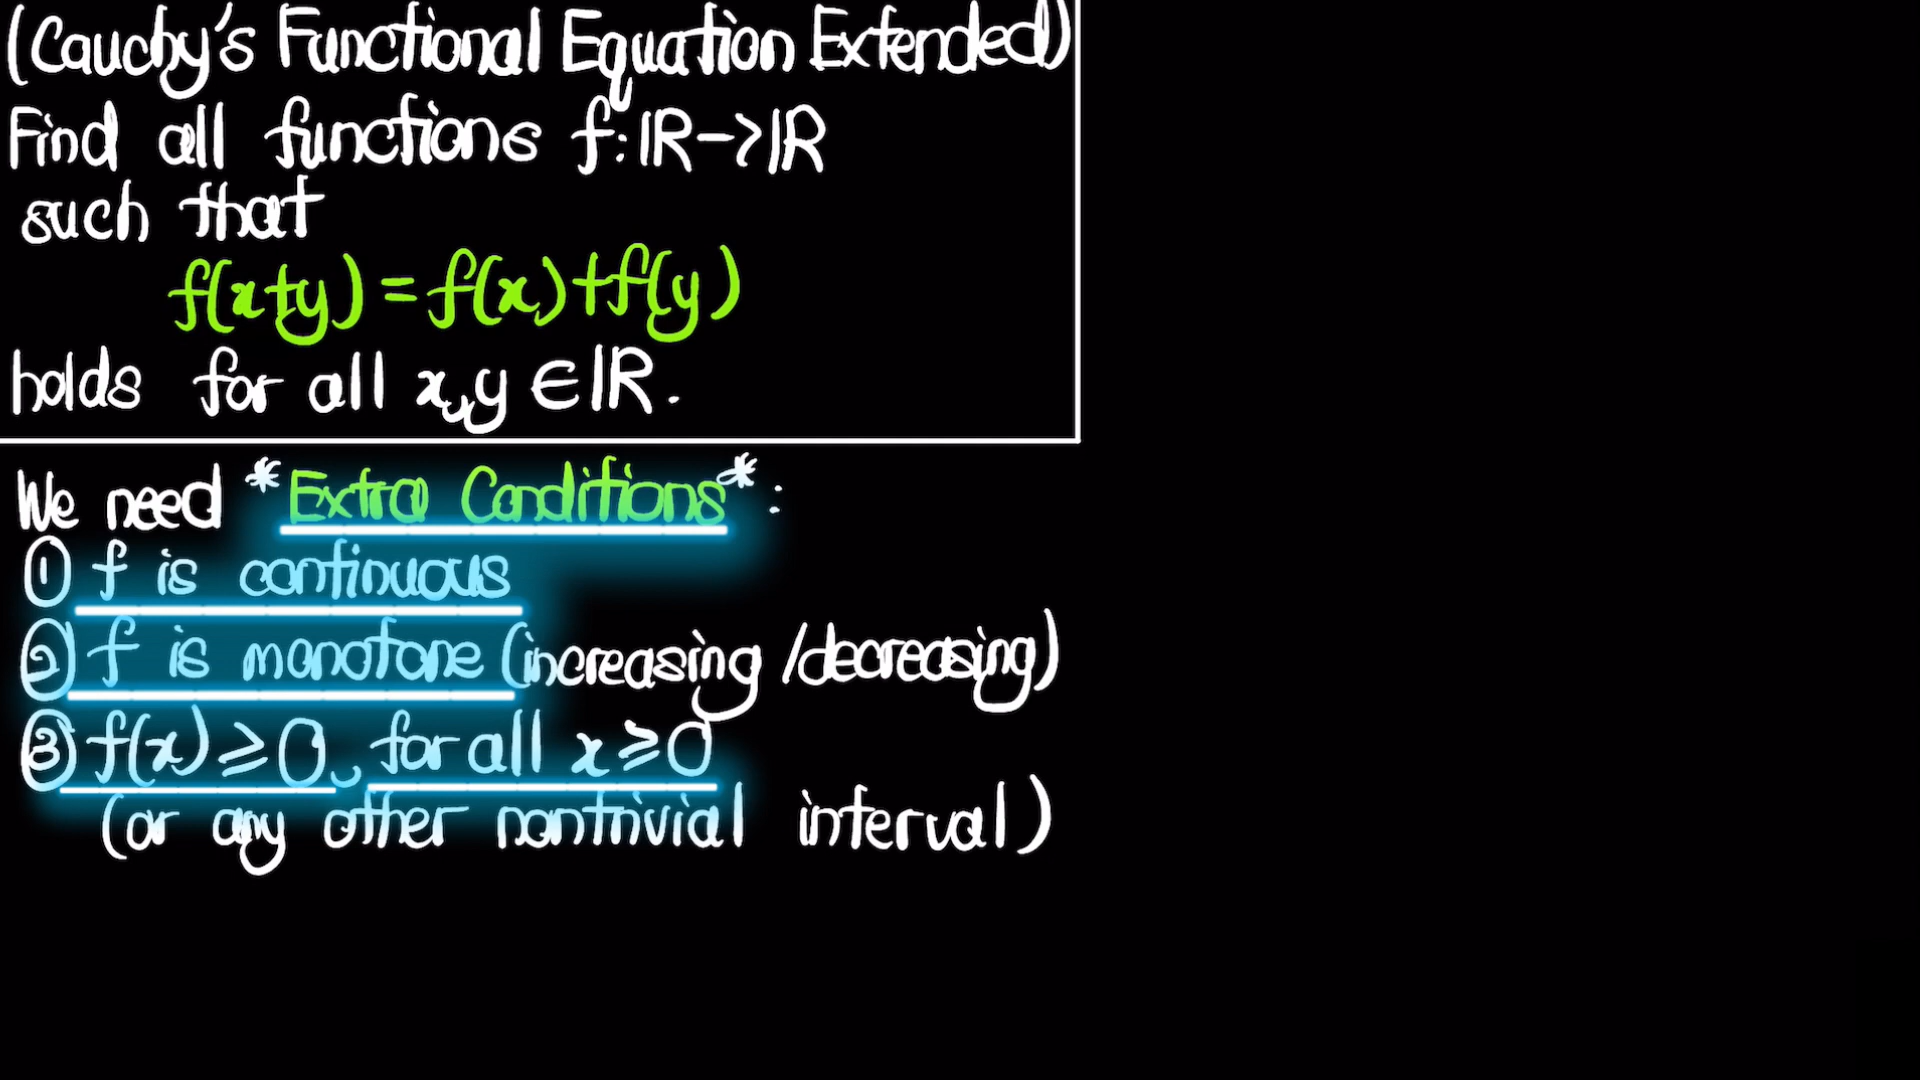 (Cauchy's Functional Equation Extended)
Find all functions f:ℝ->ℝ
such that
f(x+y)=f(x)+f(y)
holds for all x,y ∈ℝ.
We need *Extra Conditions*:
① f is continuous
② f is monotone (increasing/decreasing)
③ f(x)⩾0, for all x⩾0
(or any other nontrivial interval)